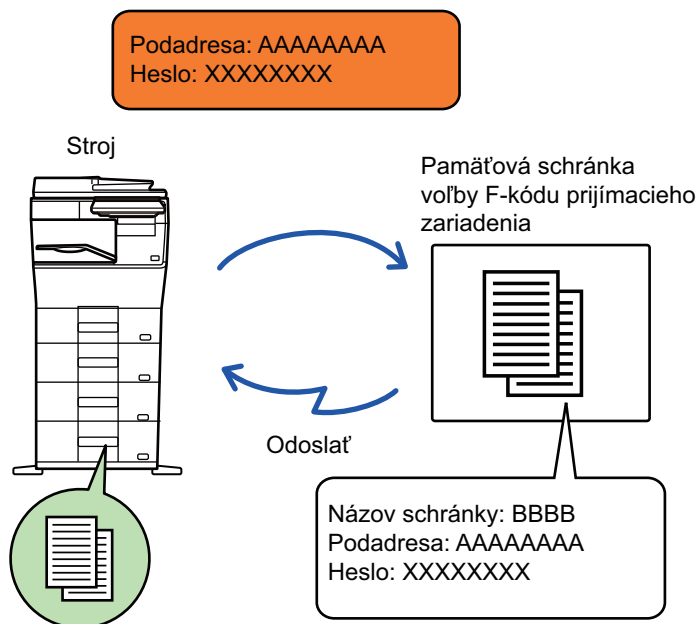 Podadresa: AAAAAAAA
Heslo: XXXXXXXX
Stroj
Pamäťová schránka
voľby F-kódu prijímacieho
zariadenia
Odoslať
Názov schránky: BBBB
Podadresa: AAAAAAAA
Heslo: XXXXXXXX